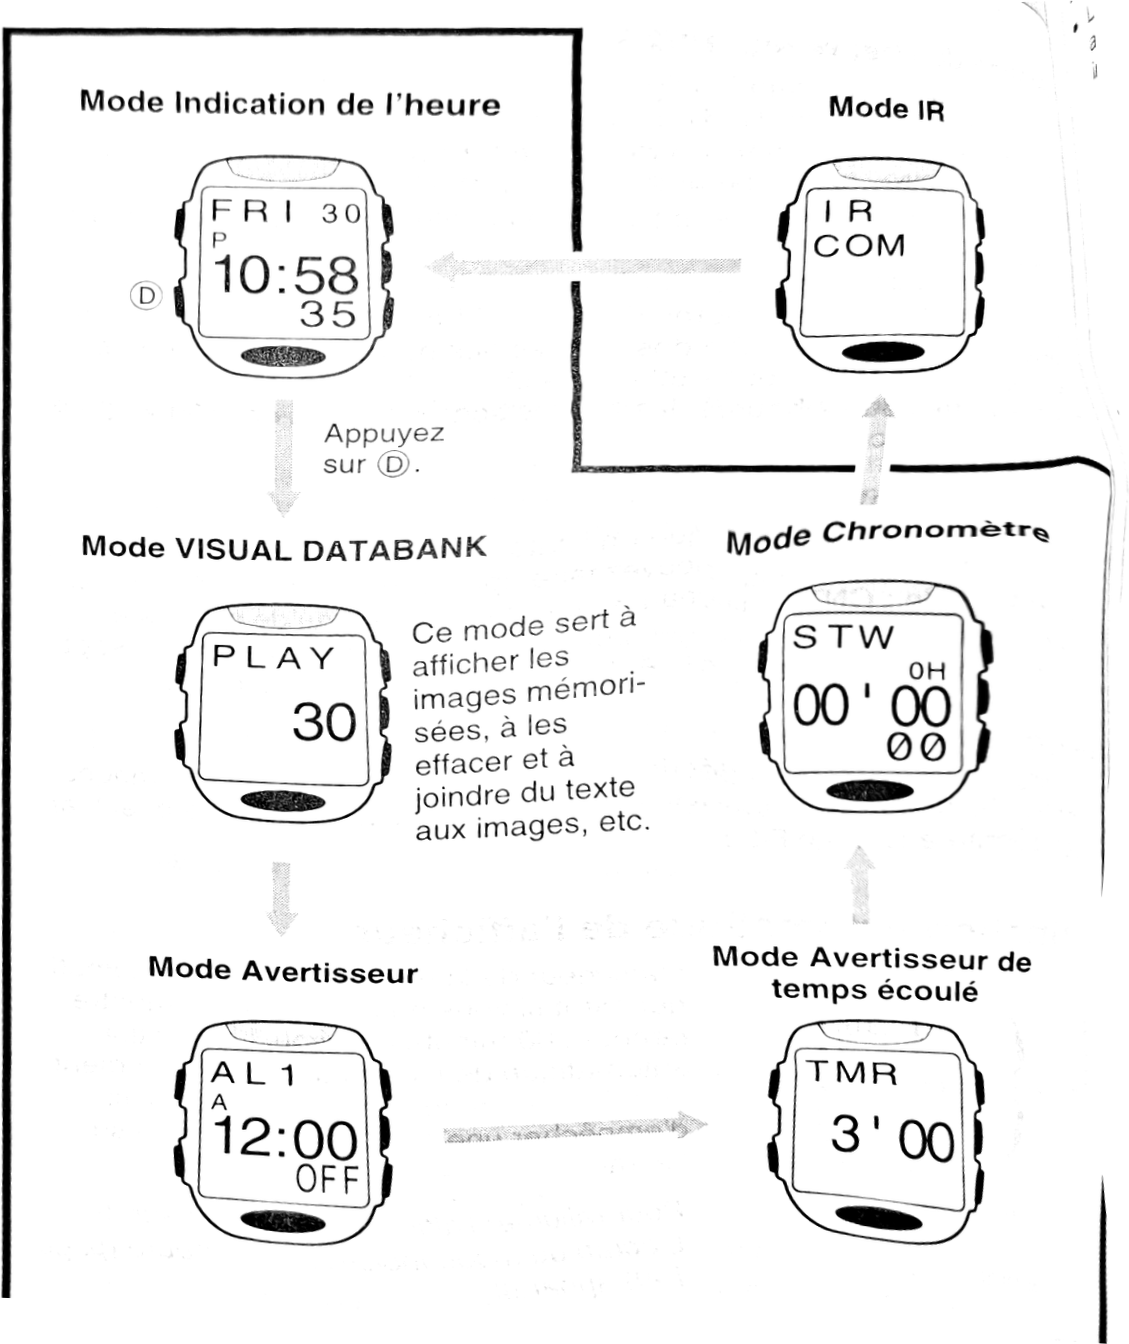 Mode Indication de l'heure
FRI 30
P
10:58
35
D
Appuyez
sur D.
Mode VISUAL DATABANK
PLAY
30
Ce mode sert à
afficher les
images mémori-
sées, à les
effacer et à
joindre du texte
aux images, etc.
Mode Avertisseur
AL1
A
12:00
OFF
Mode Avertisseur de
temps écoulé
TMR
3'00
Mode Chronomètre
STW
0H
00'00
00
Mode IR
IR
COM